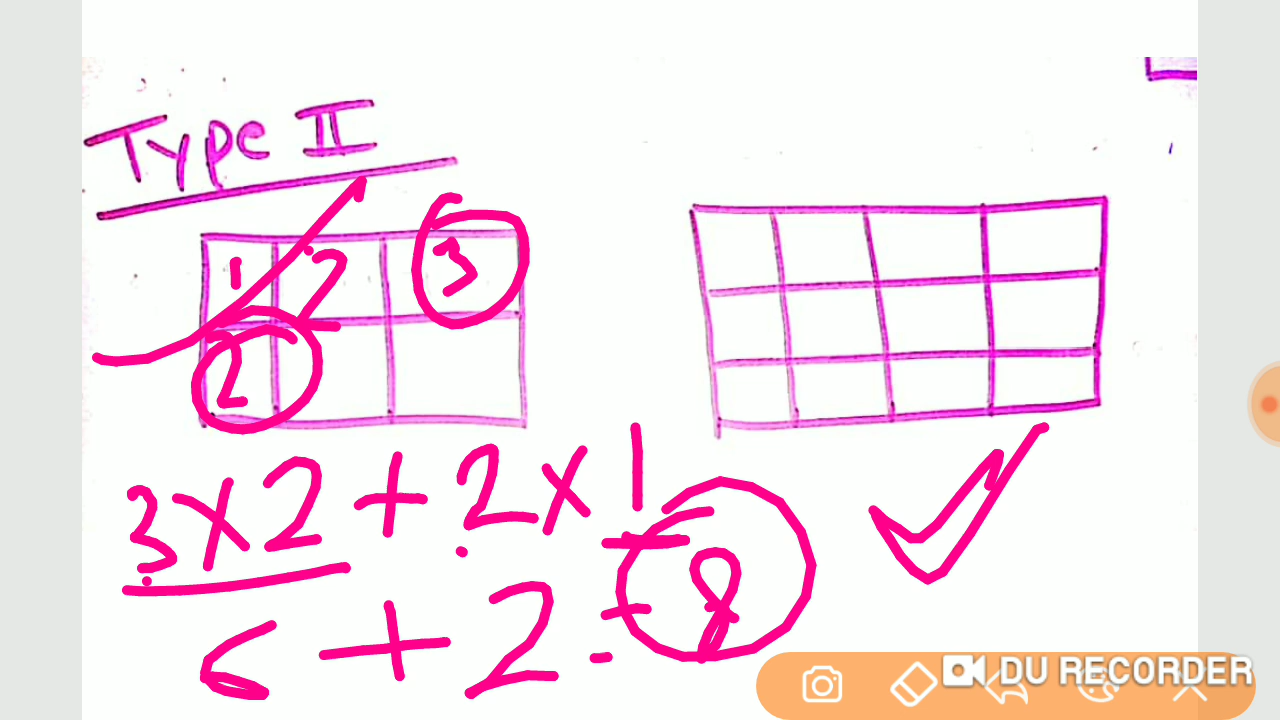 Type II
1 2 3
2
3x2 + 2x1
6 + 2 = 8
DU RECORDER